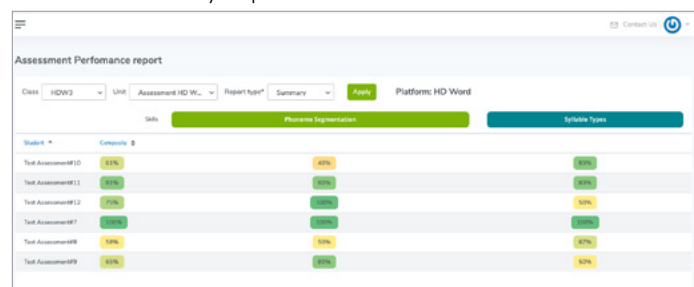 Contact Us
Assessment Perfomance report
Class HDW3 Unit Assessment HD W... Report type* Summary Apply Platform: HD Word
Skills Phoneme Segmentation Syllable Types
Student Composite
Test Assessment#10 61% 40% 83%
Test Assessment#11 81% 80% 83%
Test Assessment#12 75% 100% 50%
Test Assessment#7 100% 100% 100%
Test Assessment#8 58% 50% 67%
Test Assessment#9 65% 80% 50%